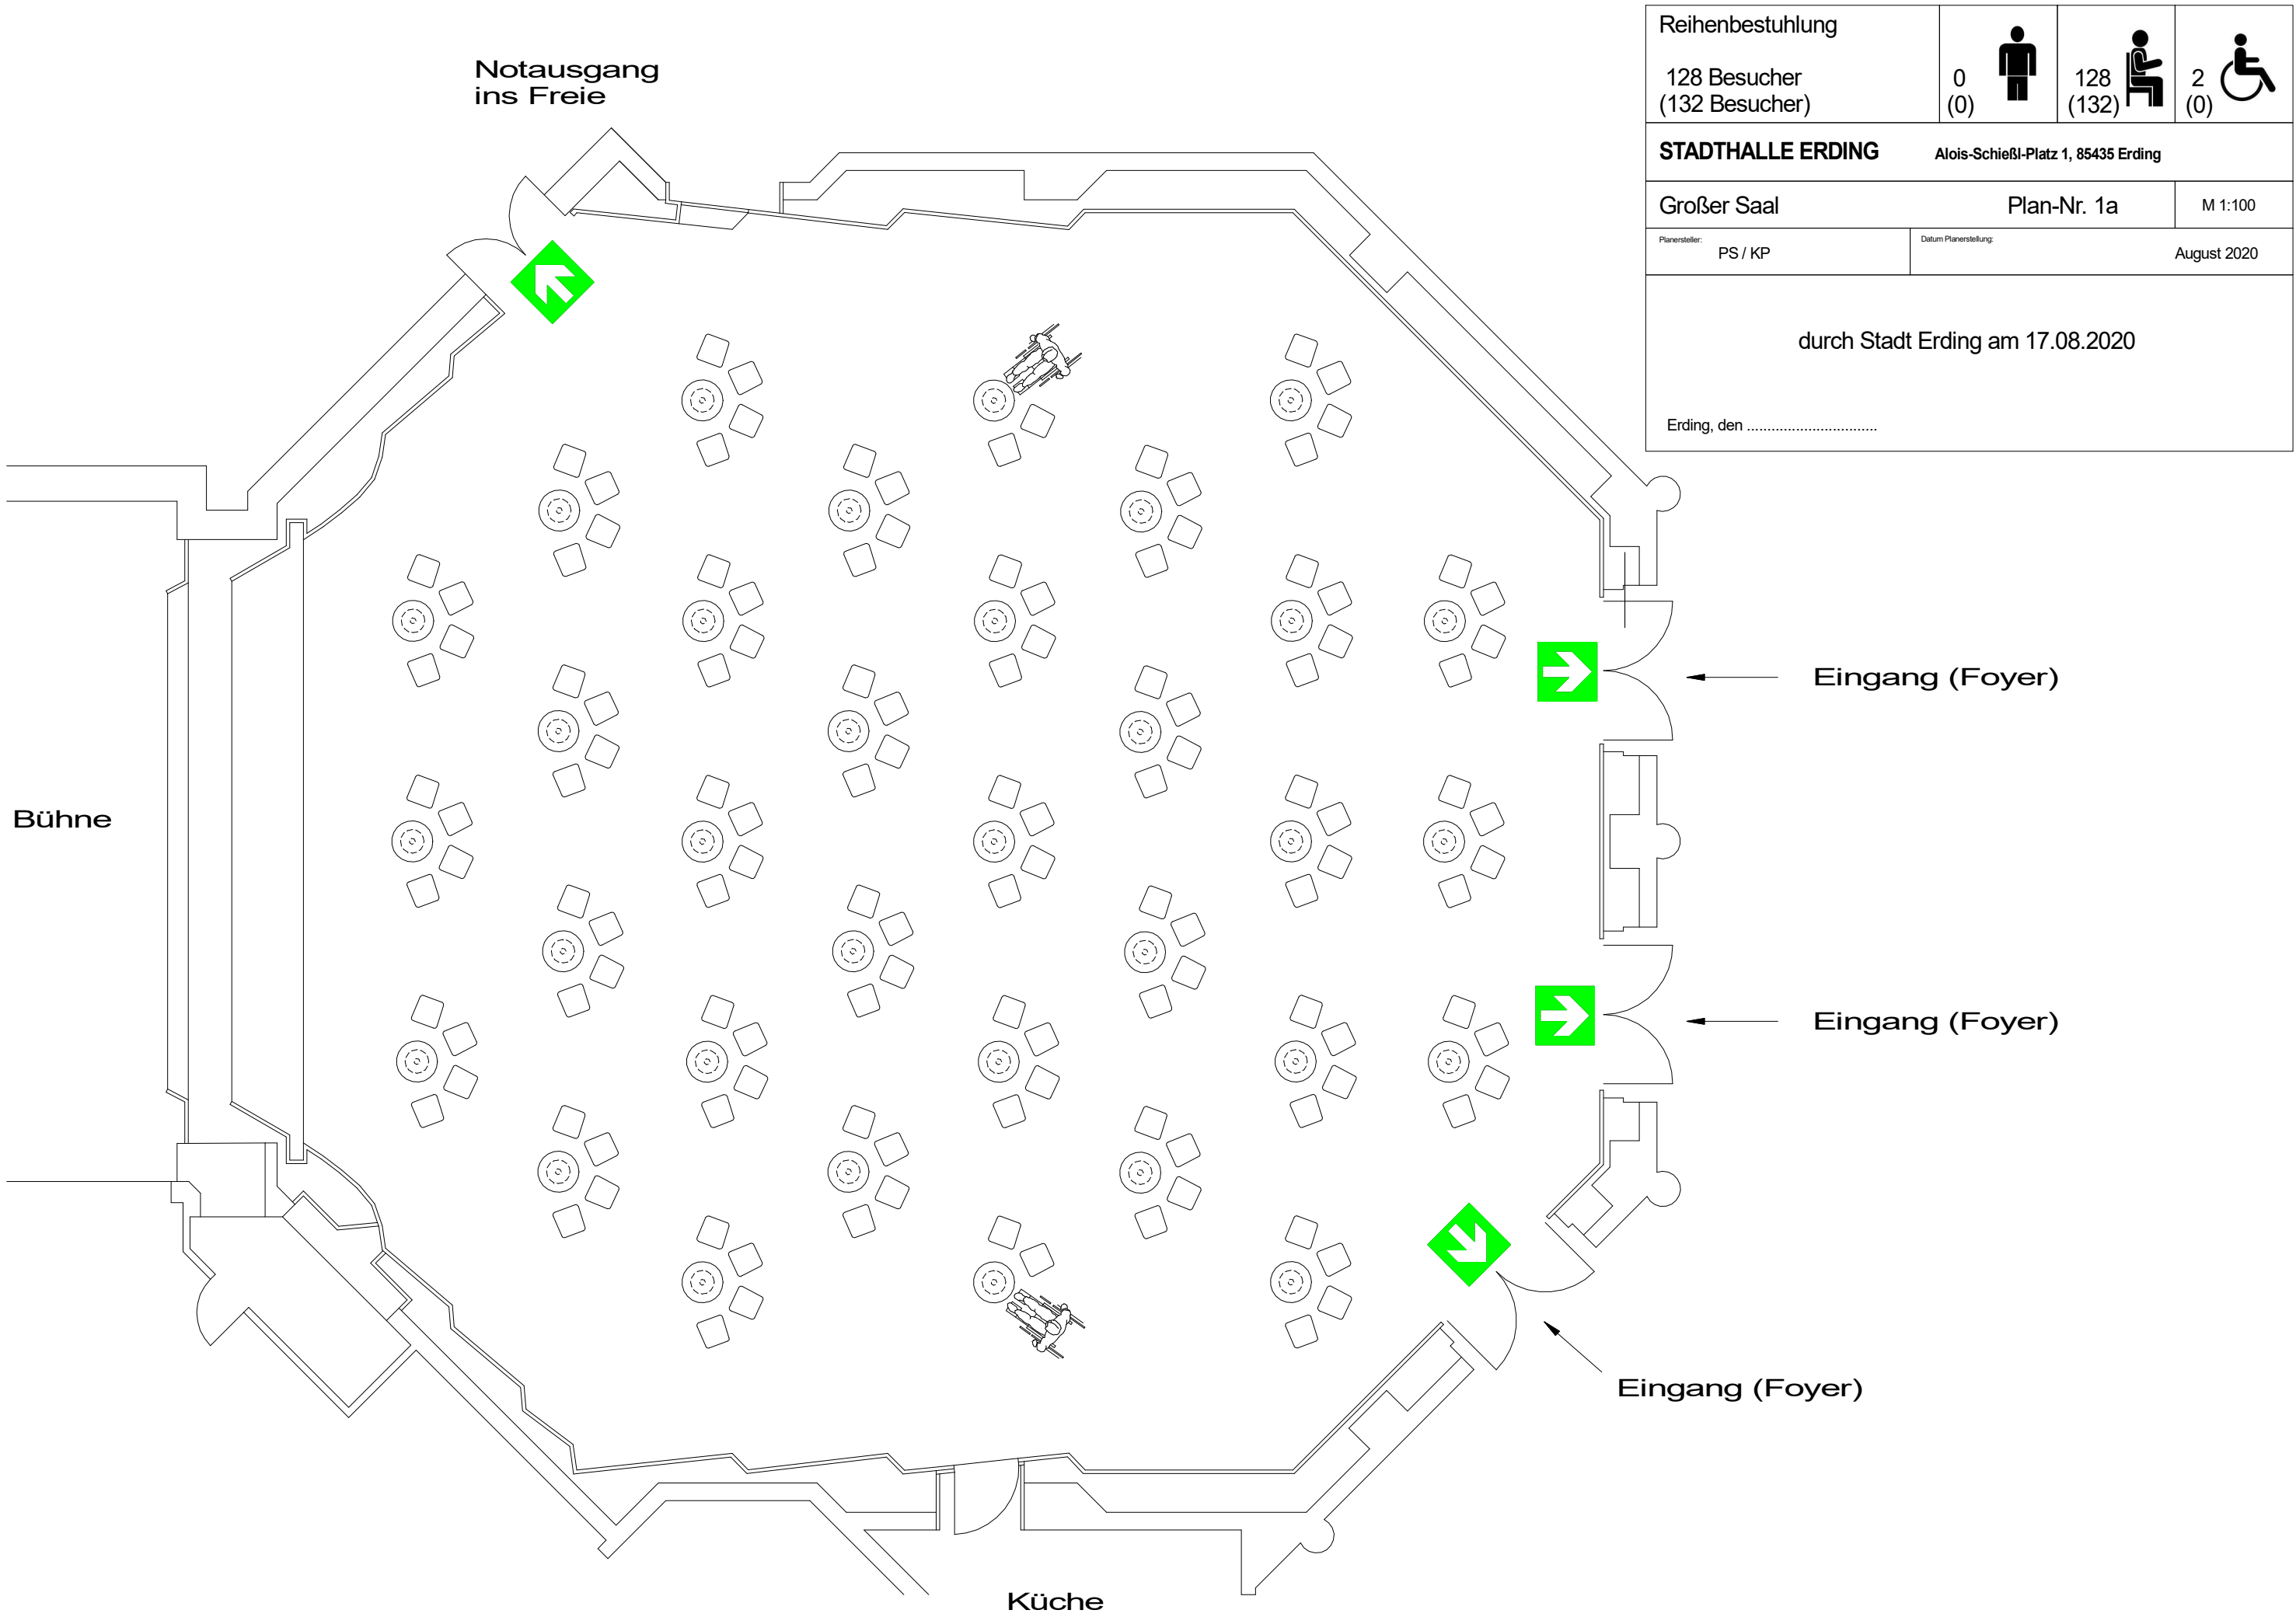 Reihenbestuhlung
128 Besucher
(132 Besucher)
0
(0)
128
(132)
2
(0)
STADTHALLE ERDING
Alois-Schießl-Platz 1, 85435 Erding
Großer Saal
Plan-Nr. 1a
M 1:100
Planersteller:
PS / KP
Datum Planerstellung:
August 2020
durch Stadt Erding am 17.08.2020
Erding, den ................................
Notausgang
ins Freie
Eingang (Foyer)
Bühne
Eingang (Foyer)
Eingang (Foyer)
Küche